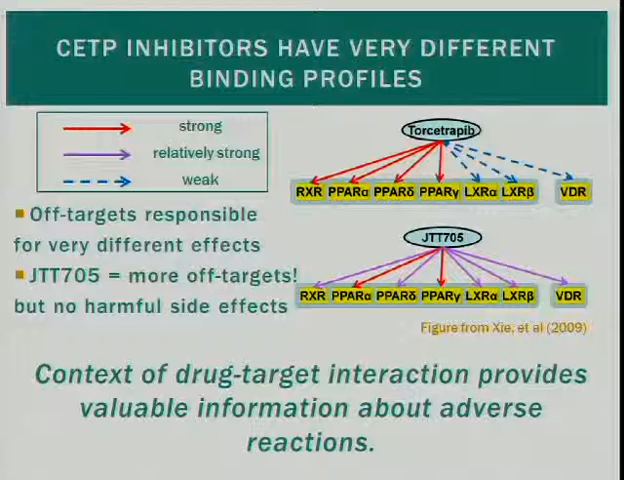 CETP INHIBITORS HAVE VERY DIFFERENT
BINDING PROFILES
strong
relatively strong
weak
Torcetrapib
RXR PPARα PPARδ PPARγ LXRα LXRβ VDR
▪ Off-targets responsible
for very different effects
▪ JTT705 = more off-targets!
but no harmful side effects
JTT705
RXR PPARα PPARδ PPARγ LXRα LXRβ VDR
Figure from Xie, et al (2009)
Context of drug-target interaction provides
valuable information about adverse
reactions.